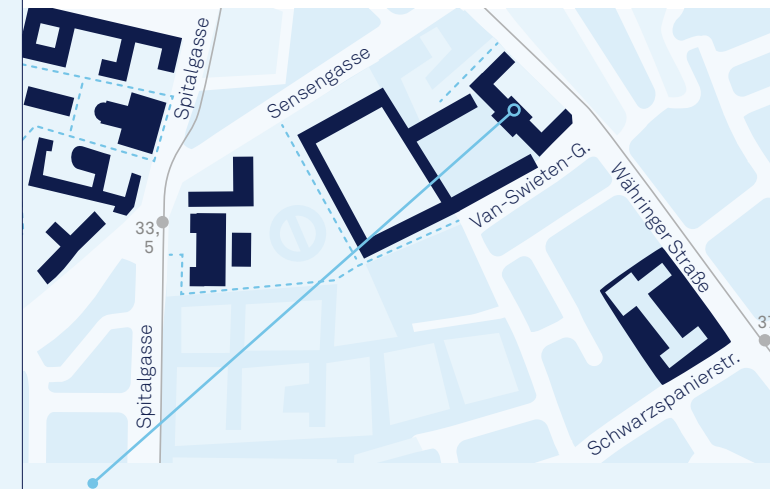 Spitalgasse
Sensengasse
Van-Swieten-G.
Währinger Straße
33,
5
37
Spitalgasse
Schwarzspanierstr.